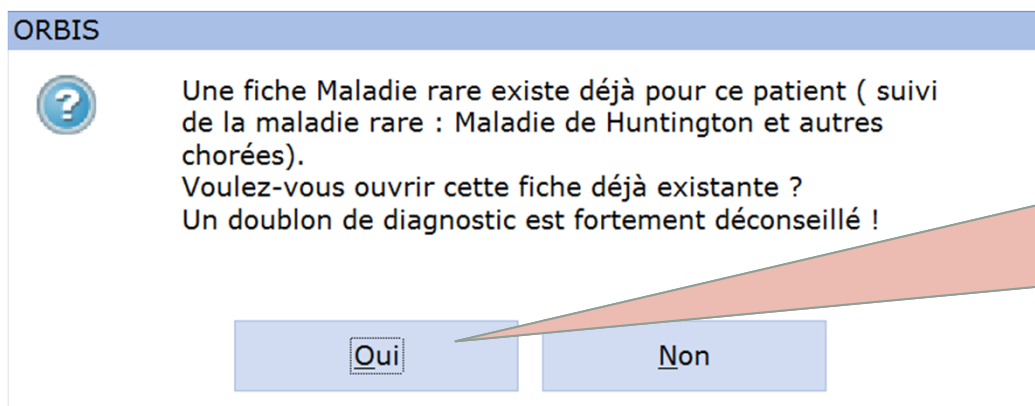 ORBIS
Une fiche Maladie rare existe déjà pour ce patient ( suivi
de la maladie rare : Maladie de Huntington et autres
chorées).
Voulez-vous ouvrir cette fiche déjà existante ?
Un doublon de diagnostic est fortement déconseillé !
Oui
Non